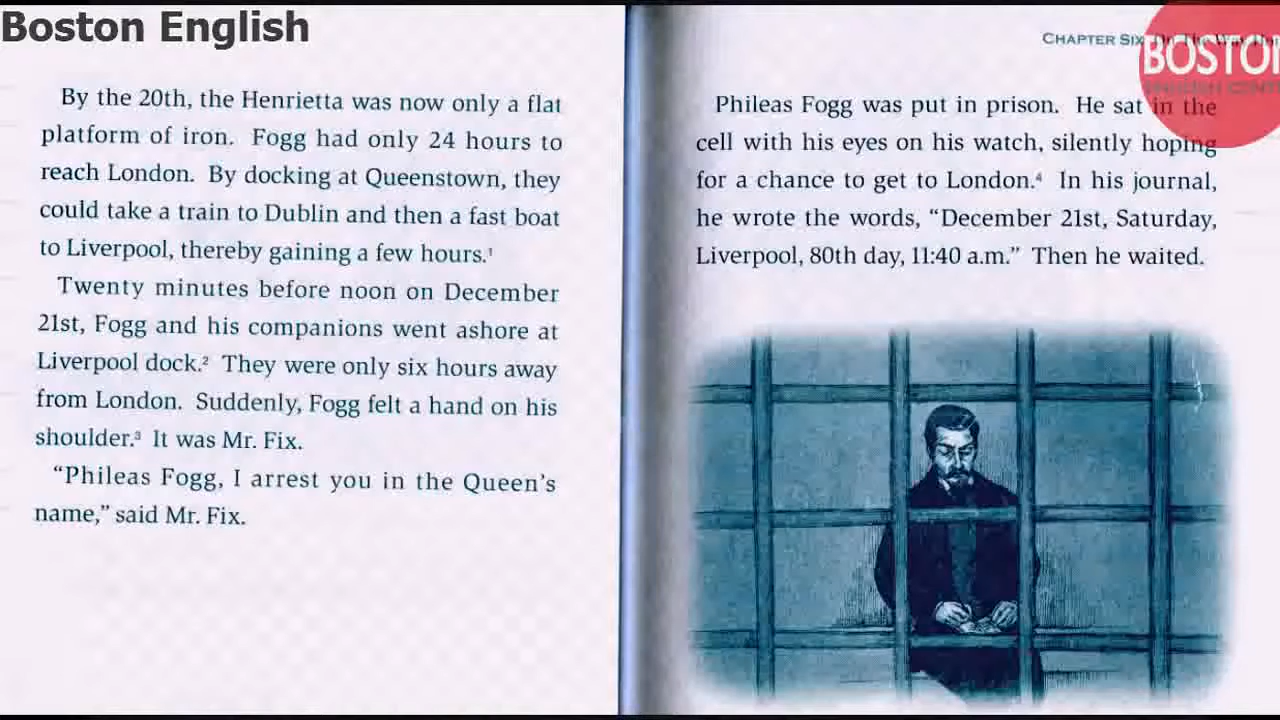 Boston English
By the 20th, the Henrietta was now only a flat
platform of iron. Fogg had only 24 hours to
reach London. By docking at Queenstown, they
could take a train to Dublin and then a fast boat
to Liverpool, thereby gaining a few hours.¹
Twenty minutes before noon on December
21st, Fogg and his companions went ashore at
Liverpool dock.² They were only six hours away
from London. Suddenly, Fogg felt a hand on his
shoulder.³ It was Mr. Fix.
“Phileas Fogg, I arrest you in the Queen’s
name,” said Mr. Fix.
CHAPTER SIX
BOSTON
ENGLISH CENT
Phileas Fogg was put in prison. He sat in the
cell with his eyes on his watch, silently hoping
for a chance to get to London.⁴ In his journal,
he wrote the words, “December 21st, Saturday,
Liverpool, 80th day, 11:40 a.m.” Then he waited.